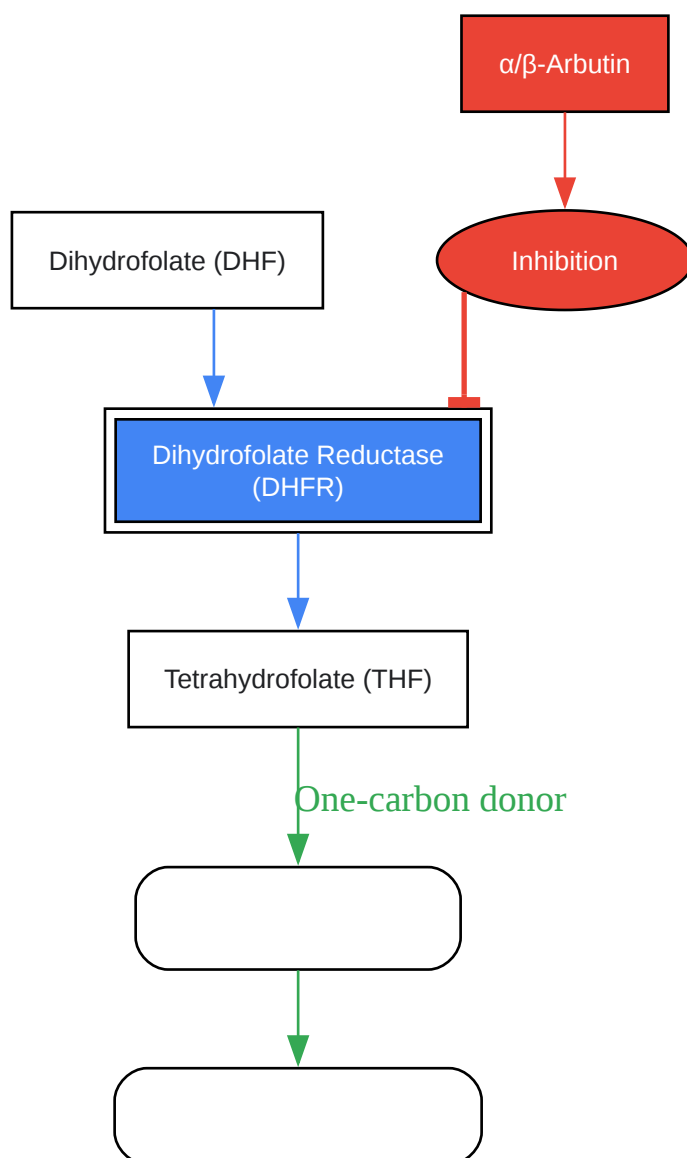 α/β-Arbutin
Dihydrofolate (DHF)
Inhibition
Dihydrofolate Reductase
(DHFR)
Tetrahydrofolate (THF)
One-carbon donor